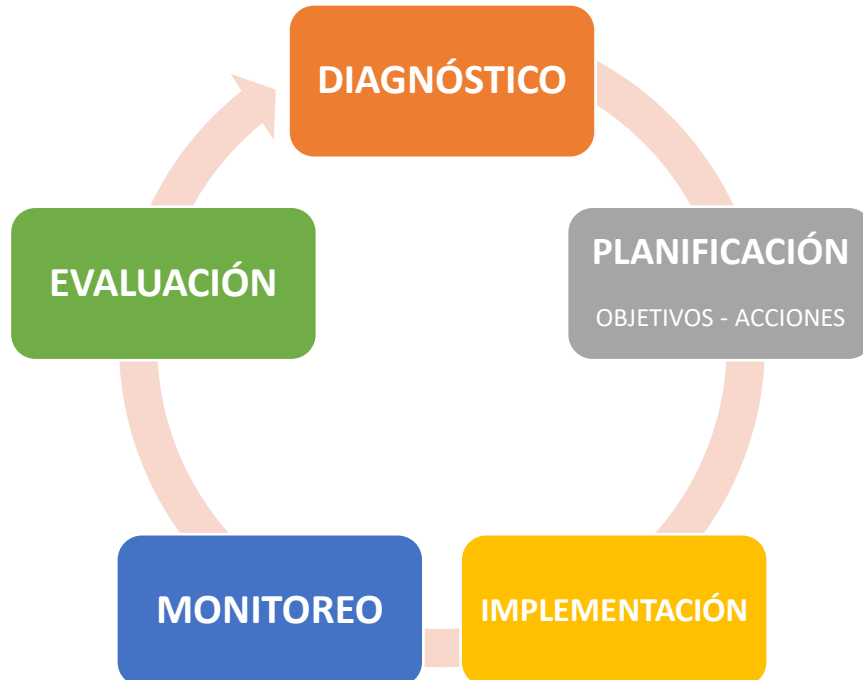 DIAGNÓSTICO
PLANIFICACIÓN
OBJETIVOS - ACCIONES
IMPLEMENTACIÓN
MONITOREO
EVALUACIÓN